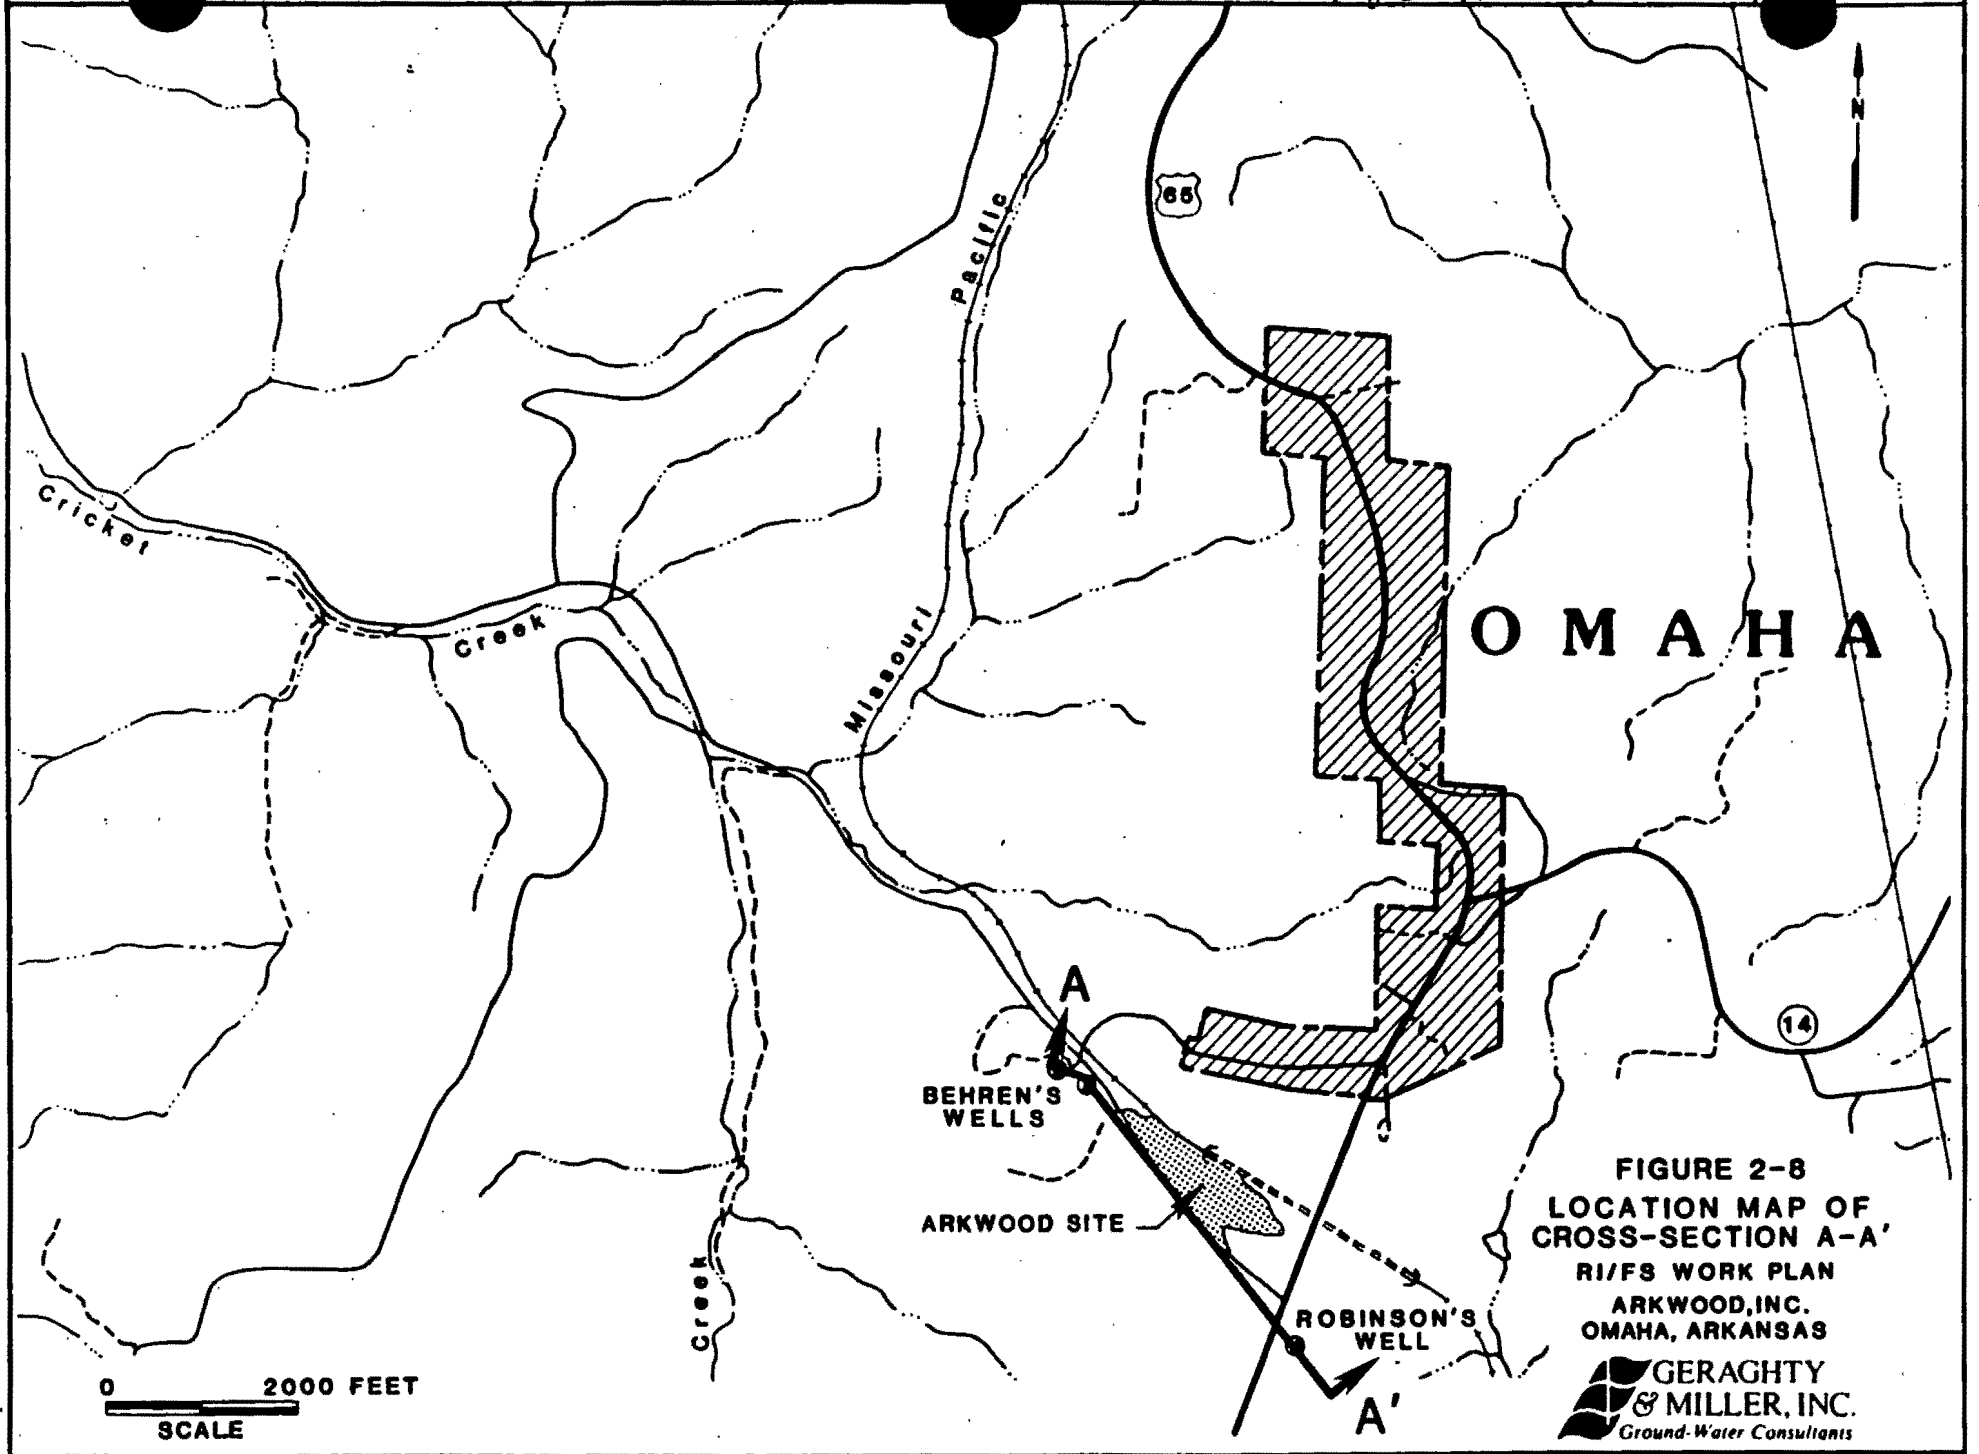 N
65
Pacific
Missouri
Cricket
Creek
OMAHA
14
A
BEHREN'S
WELLS
ARKWOOD SITE
Creek
ROBINSON'S
WELL
A'
FIGURE 2-8
LOCATION MAP OF
CROSS-SECTION A-A'
RI/FS WORK PLAN
ARKWOOD,INC.
OMAHA, ARKANSAS
GERAGHTY
& MILLER, INC.
Ground-Water Consultants
0 2000 FEET
SCALE